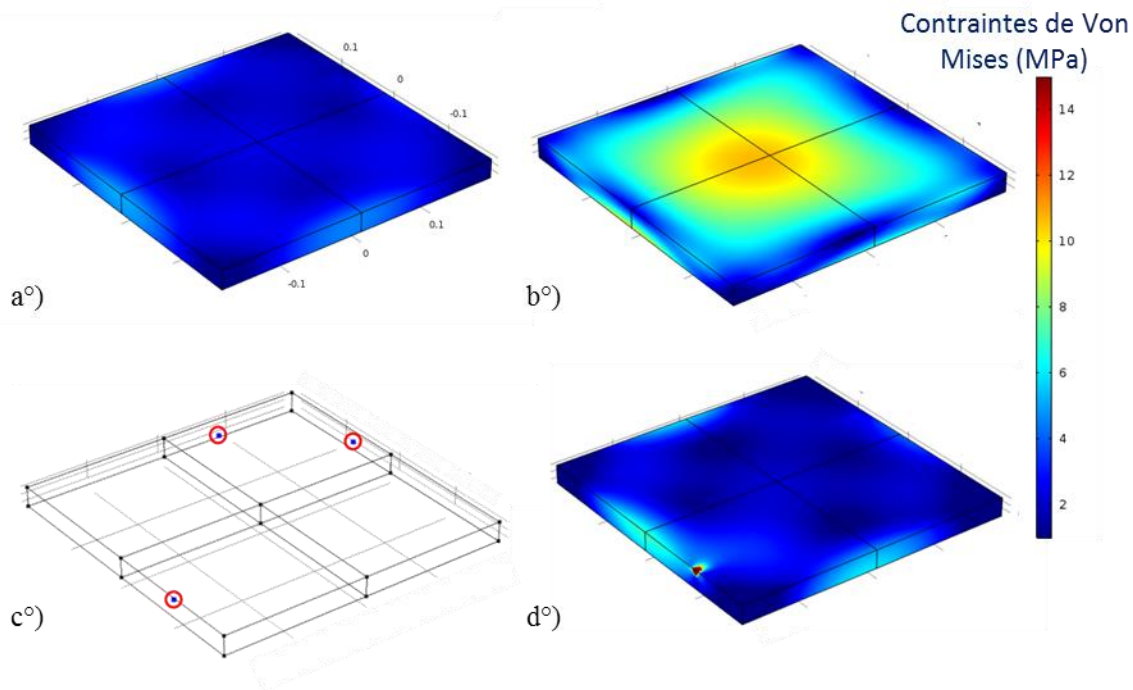 Contraintes de Von
Mises (MPa)
0.1
0
-0.1
0.1
0
-0.1
a°)
b°)
14
12
10
8
6
4
2
c°)
d°)